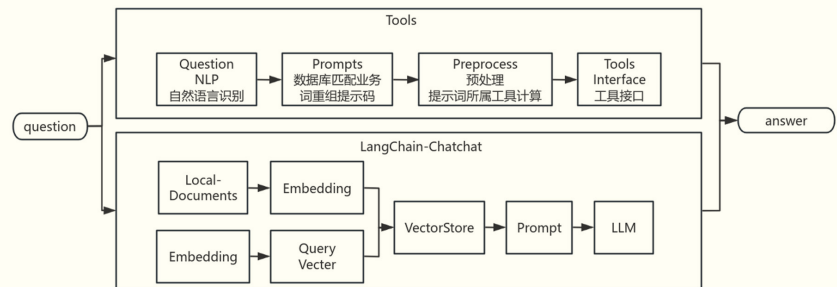 Tools
Question
NLP
自然语言识别
Prompts
数据库匹配业务
词重组提示码
Preprocess
预处理
提示词所属工具计算
Tools
Interface
工具接口
question
answer
LangChain-Chatchat
Local-
Documents
Embedding
VectorStore
Prompt
LLM
Embedding
Query
Vecter